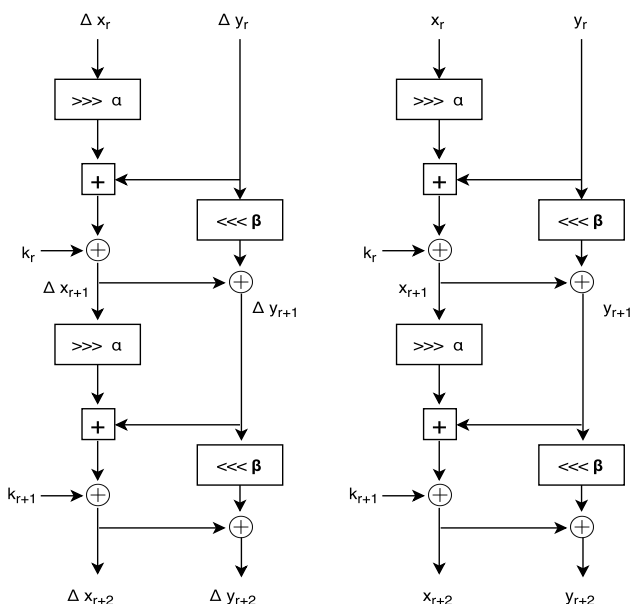 Δ x_r Δ y_r x_r y_r
>>> α >>> α
+ +
<<< β <<< β
k_r k_r
Δ x_{r+1} x_{r+1}
Δ y_{r+1} y_{r+1}
>>> α >>> α
+ +
<<< β <<< β
k_{r+1} k_{r+1}
Δ x_{r+2} Δ y_{r+2} x_{r+2} y_{r+2}